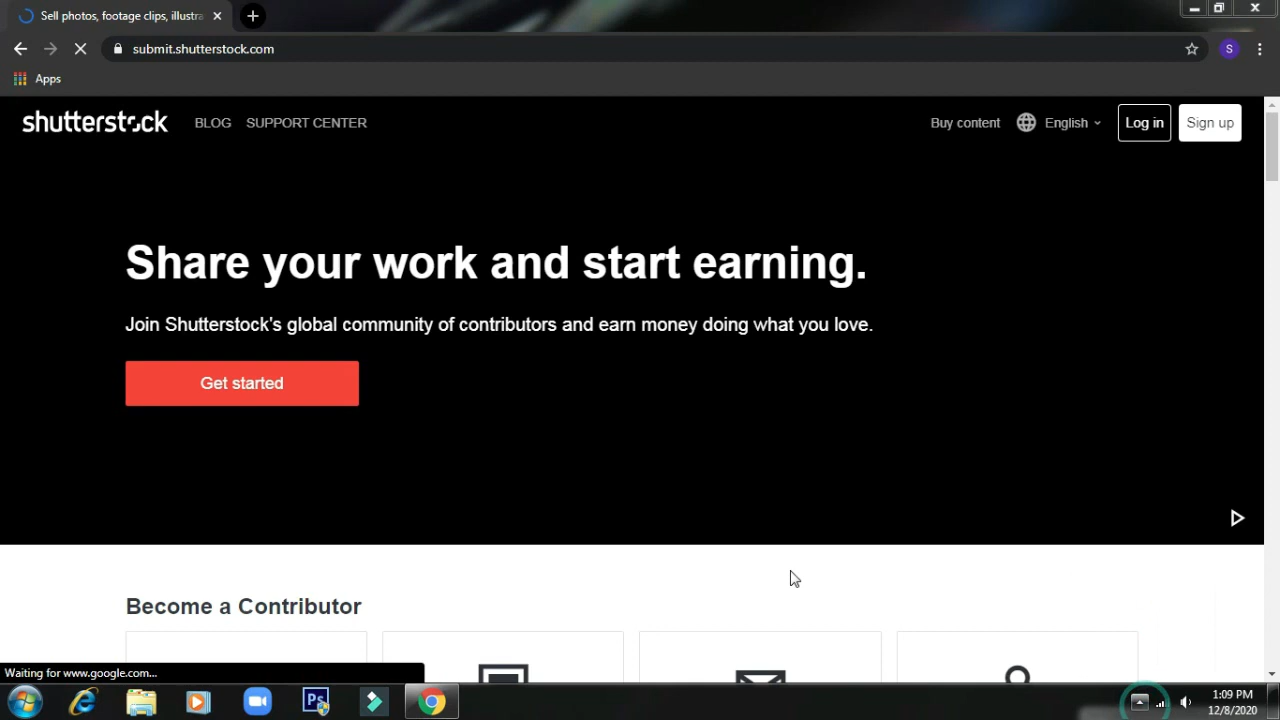 Sell photos, footage clips, illustra
submit.shutterstock.com
S
Apps
shutterstock BLOG SUPPORT CENTER Buy content English Log in Sign up
Share your work and start earning.
Join Shutterstock's global community of contributors and earn money doing what you love.
Get started
Become a Contributor
Waiting for www.google.com...
Ps
1:09 PM
12/8/2020